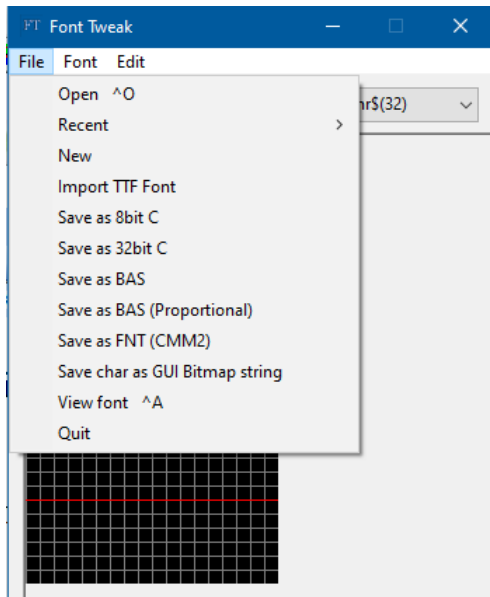 FT Font Tweak
File Font Edit
Open ^O
hr$(32)
Recent
New
Import TTF Font
Save as 8bit C
Save as 32bit C
Save as BAS
Save as BAS (Proportional)
Save as FNT (CMM2)
Save char as GUI Bitmap string
View font ^A
Quit